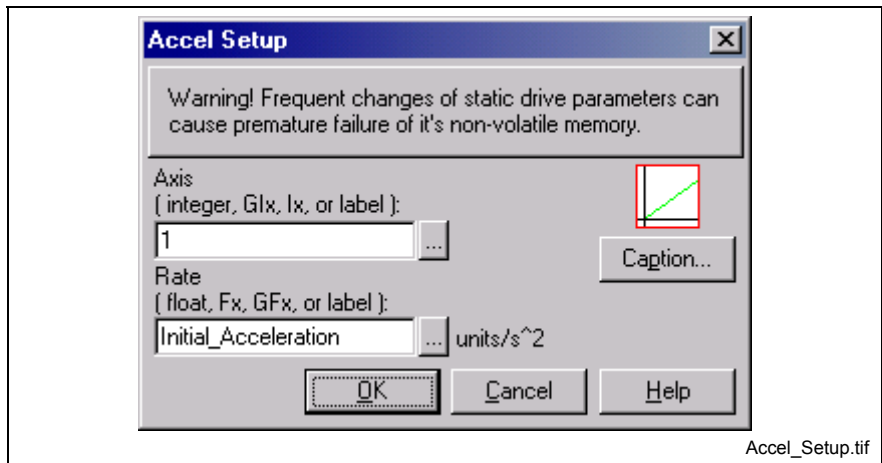 Accel Setup
Warning! Frequent changes of static drive parameters can
cause premature failure of it's non-volatile memory.
Axis
( integer, GIx, Ix, or label ):
1
...
Caption...
Rate
( float, Fx, GFx, or label ):
Initial_Acceleration
...
units/s^2
OK
Cancel
Help
Accel_Setup.tif